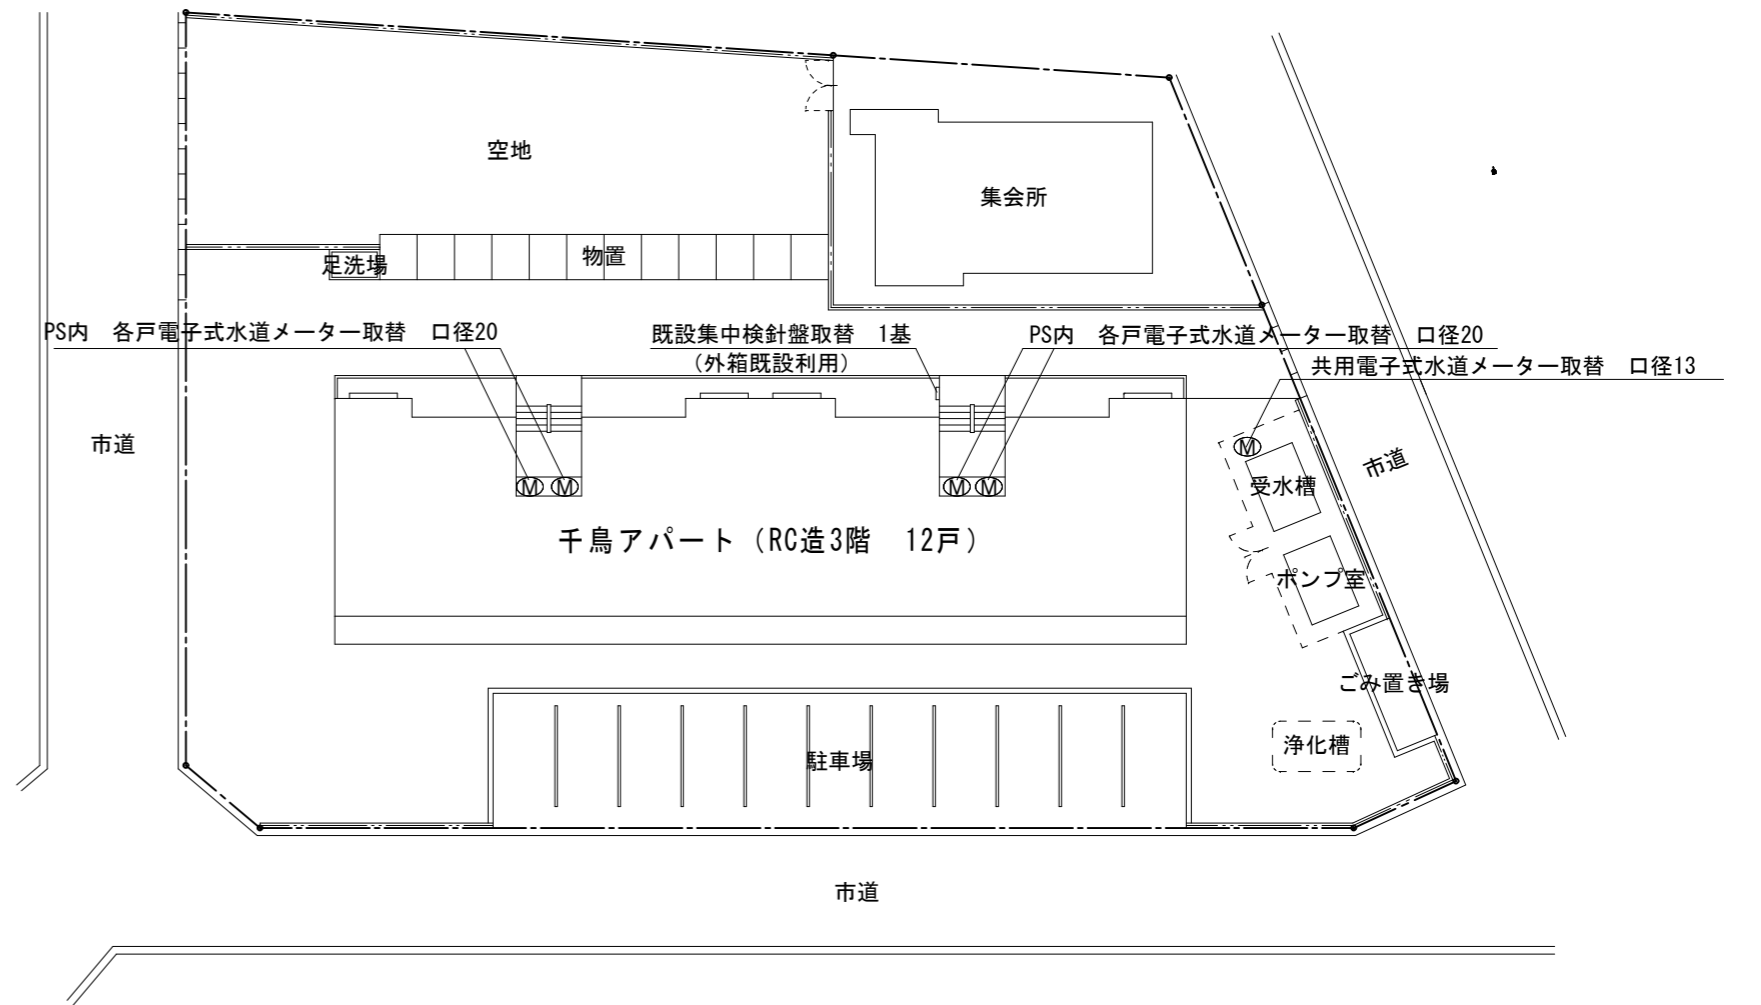 空地
集会所
物置
足洗場
PS内　各戸電子式水道メーター取替　口径20
既設集中検針盤取替　1基
（外箱既設利用）
PS内　各戸電子式水道メーター取替　口径20
共用電子式水道メーター取替　口径13
市道
市道
M
M
M
M
M
受水槽
千鳥アパート（RC造3階　12戸）
ポンプ室
ごみ置き場
浄化槽
駐車場
市道